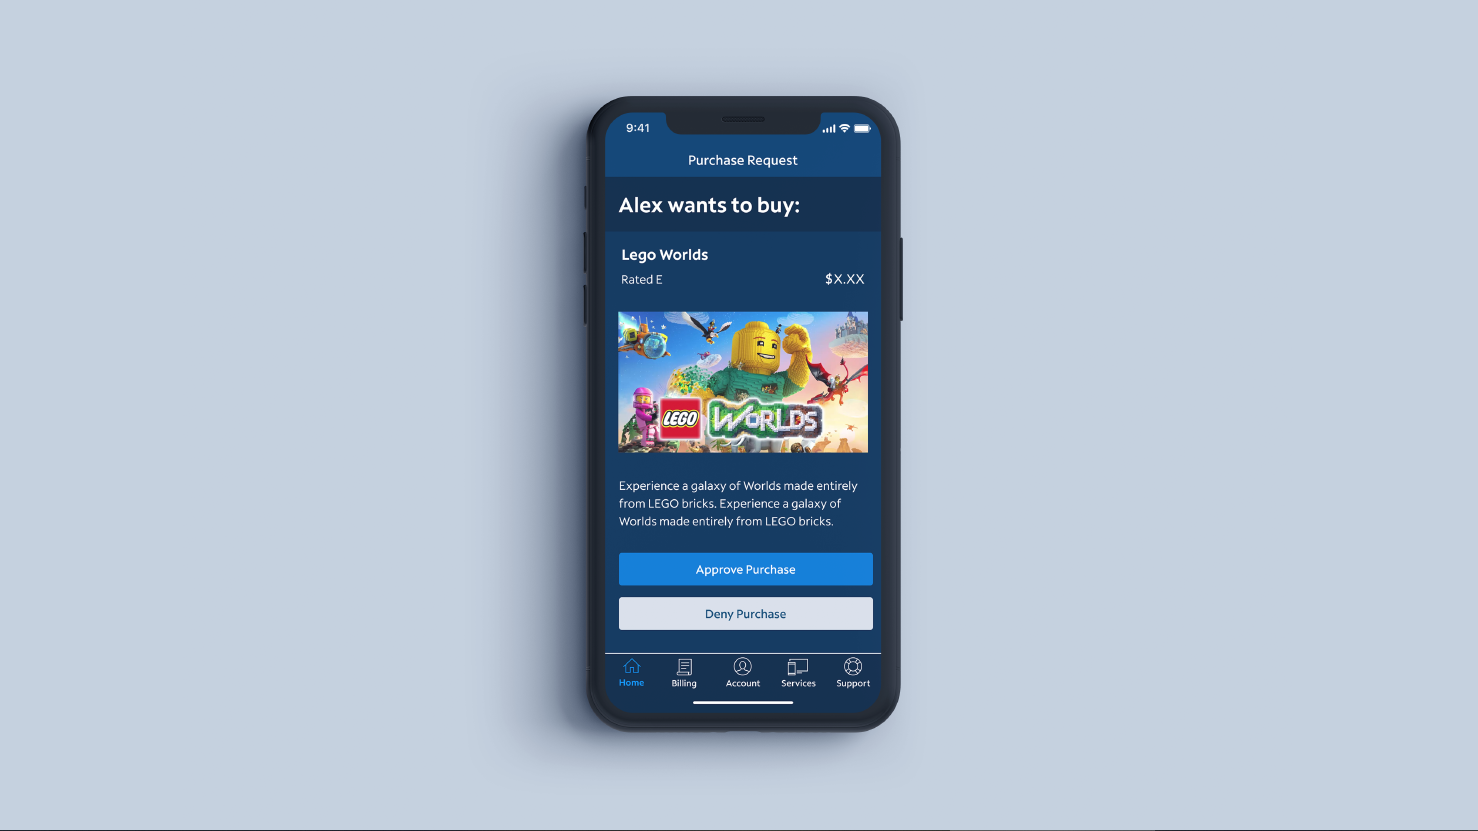 9:41
Purchase Request
Alex wants to buy:
Lego Worlds
Rated E $X.XX
LEGO WORLDS
Experience a galaxy of Worlds made entirely
from LEGO bricks. Experience a galaxy of
Worlds made entirely from LEGO bricks.
Approve Purchase
Deny Purchase
Home Billing Account Services Support